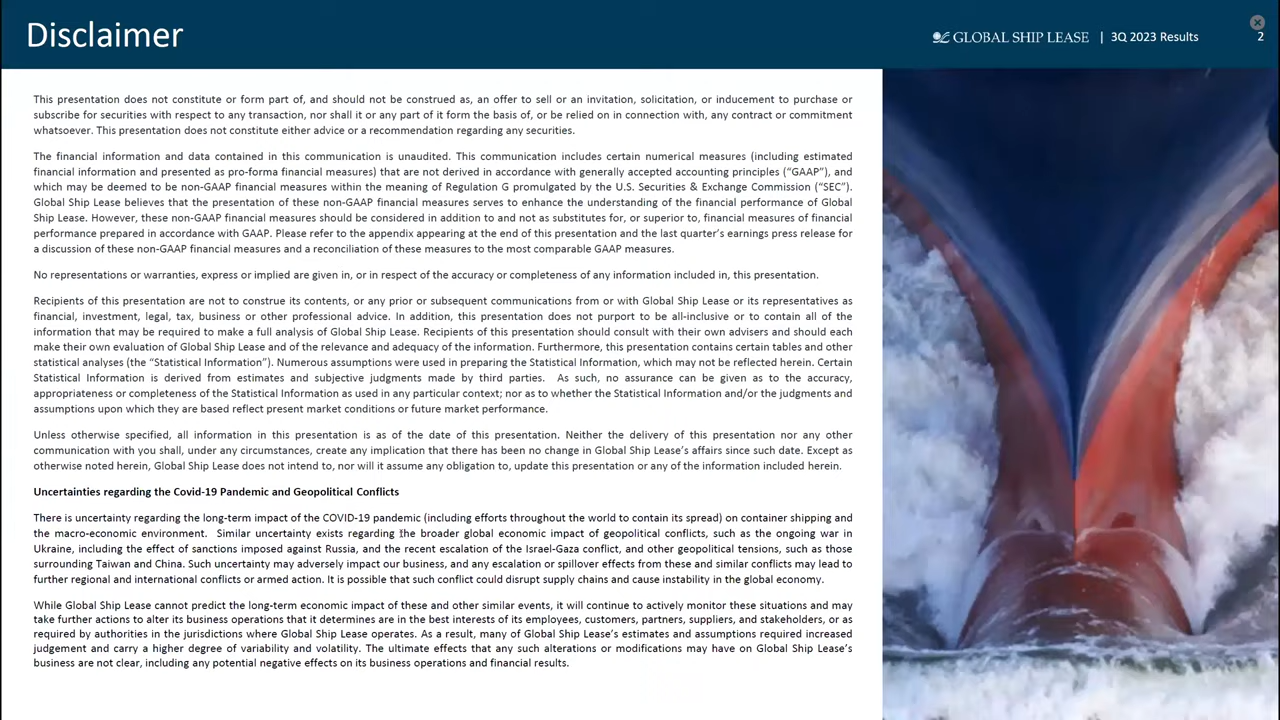 Disclaimer
GLOBAL SHIP LEASE | 3Q 2023 Results
2
This presentation does not constitute or form part of, and should not be construed as, an offer to sell or an invitation, solicitation, or inducement to purchase or
subscribe for securities with respect to any transaction, nor shall it or any part of it form the basis of, or be relied on in connection with, any contract or commitment
whatsoever. This presentation does not constitute either advice or a recommendation regarding any securities.
The financial information and data contained in this communication is unaudited. This communication includes certain numerical measures (including estimated
financial information and presented as pro-forma financial measures) that are not derived in accordance with generally accepted accounting principles (“GAAP”), and
which may be deemed to be non-GAAP financial measures within the meaning of Regulation G promulgated by the U.S. Securities & Exchange Commission (“SEC”).
Global Ship Lease believes that the presentation of these non-GAAP financial measures serves to enhance the understanding of the financial performance of Global
Ship Lease. However, these non-GAAP financial measures should be considered in addition to and not as substitutes for, or superior to, financial measures of financial
performance prepared in accordance with GAAP. Please refer to the appendix appearing at the end of this presentation and the last quarter’s earnings press release for
a discussion of these non-GAAP financial measures and a reconciliation of these measures to the most comparable GAAP measures.
No representations or warranties, express or implied are given in, or in respect of the accuracy or completeness of any information included in, this presentation.
Recipients of this presentation are not to construe its contents, or any prior or subsequent communications from or with Global Ship Lease or its representatives as
financial, investment, legal, tax, business or other professional advice. In addition, this presentation does not purport to be all-inclusive or to contain all of the
information that may be required to make a full analysis of Global Ship Lease. Recipients of this presentation should consult with their own advisers and should each
make their own evaluation of Global Ship Lease and of the relevance and adequacy of the information. Furthermore, this presentation contains certain tables and other
statistical analyses (the “Statistical Information”). Numerous assumptions were used in preparing the Statistical Information, which may not be reflected herein. Certain
Statistical Information is derived from estimates and subjective judgments made by third parties. As such, no assurance can be given as to the accuracy,
appropriateness or completeness of the Statistical Information as used in any particular context; nor as to whether the Statistical Information and/or the judgments and
assumptions upon which they are based reflect present market conditions or future market performance.
Unless otherwise specified, all information in this presentation is as of the date of this presentation. Neither the delivery of this presentation nor any other
communication with you shall, under any circumstances, create any implication that there has been no change in Global Ship Lease’s affairs since such date. Except as
otherwise noted herein, Global Ship Lease does not intend to, nor will it assume any obligation to, update this presentation or any of the information included herein.
Uncertainties regarding the Covid-19 Pandemic and Geopolitical Conflicts
There is uncertainty regarding the long-term impact of the COVID-19 pandemic (including efforts throughout the world to contain its spread) on container shipping and
the macro-economic environment. Similar uncertainty exists regarding the broader global economic impact of geopolitical conflicts, such as the ongoing war in
Ukraine, including the effect of sanctions imposed against Russia, and the recent escalation of the Israel-Gaza conflict, and other geopolitical tensions, such as those
surrounding Taiwan and China. Such uncertainty may adversely impact our business, and any escalation or spillover effects from these and similar conflicts may lead to
further regional and international conflicts or armed action. It is possible that such conflict could disrupt supply chains and cause instability in the global economy.
While Global Ship Lease cannot predict the long-term economic impact of these and other similar events, it will continue to actively monitor these situations and may
take further actions to alter its business operations that it determines are in the best interests of its employees, customers, partners, suppliers, and stakeholders, or as
required by authorities in the jurisdictions where Global Ship Lease operates. As a result, many of Global Ship Lease’s estimates and assumptions required increased
judgement and carry a higher degree of variability and volatility. The ultimate effects that any such alterations or modifications may have on Global Ship Lease’s
business are not clear, including any potential negative effects on its business operations and financial results.